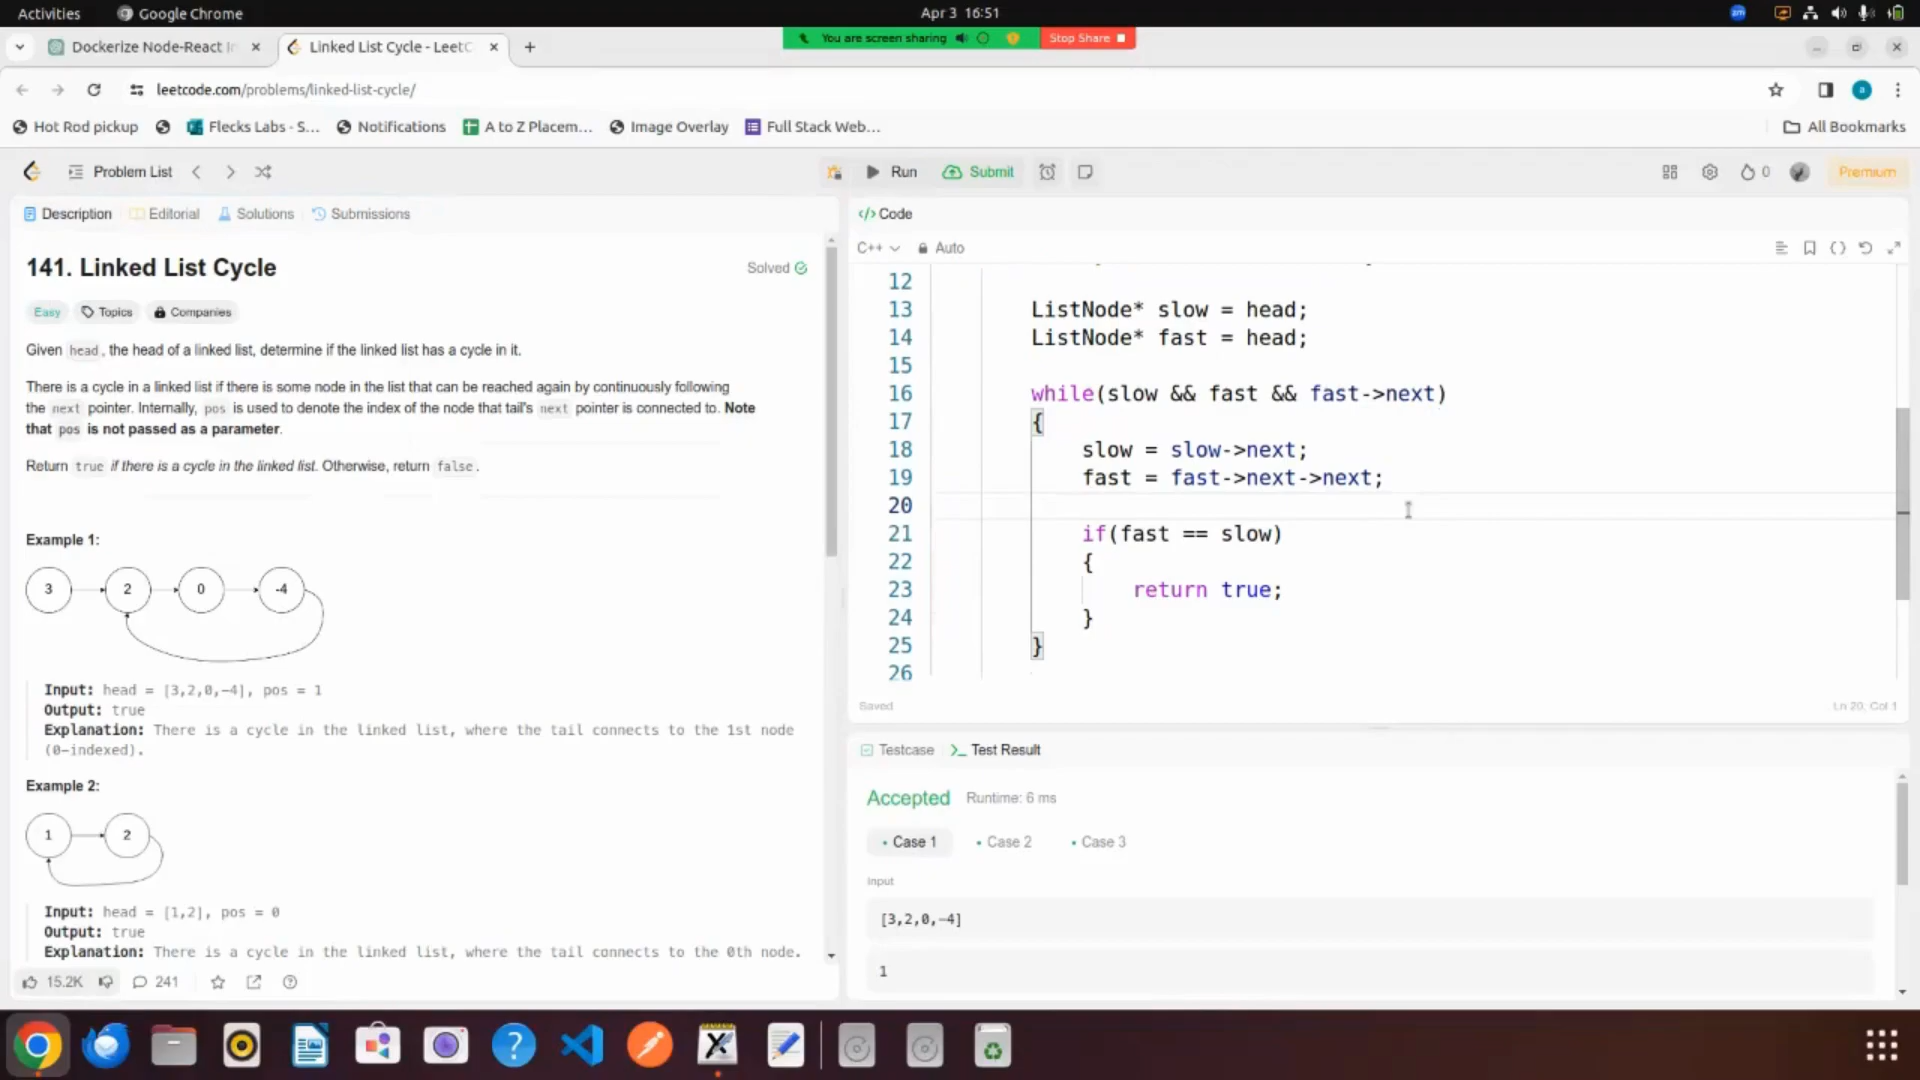 Activities
Google Chrome
Apr 3 16:51
zm
Dockerize Node-React I
Linked List Cycle - LeetC
You are screen sharing
Stop Share
leetcode.com/problems/linked-list-cycle/
a
Hot Rod pickup
Flecks Labs - S...
Notifications
A to Z Placem...
Image Overlay
Full Stack Web...
All Bookmarks
Problem List
Run
Submit
0
Premium
Description
Editorial
Solutions
Submissions
</> Code
C++
Auto
141. Linked List Cycle
Solved
Easy
Topics
Companies
Given head, the head of a linked list, determine if the linked list has a cycle in it.
There is a cycle in a linked list if there is some node in the list that can be reached again by continuously following
the next pointer. Internally, pos is used to denote the index of the node that tail's next pointer is connected to. Note
that pos is not passed as a parameter.
Return true if there is a cycle in the linked list. Otherwise, return false.
Example 1:
3 2 0 -4
Input: head = [3,2,0,-4], pos = 1
Output: true
Explanation: There is a cycle in the linked list, where the tail connects to the 1st node
(0-indexed).
Example 2:
1 2
Input: head = [1,2], pos = 0
Output: true
Explanation: There is a cycle in the linked list, where the tail connects to the 0th node.
15.2K
241
12
13 ListNode* slow = head;
14 ListNode* fast = head;
15
16 while(slow && fast && fast->next)
17 {
18 slow = slow->next;
19 fast = fast->next->next;
20
21 if(fast == slow)
22 {
23 return true;
24 }
25 }
26
Saved
Ln 20, Col 1
Testcase
>_ Test Result
Accepted
Runtime: 6 ms
Case 1
Case 2
Case 3
Input
[3,2,0,-4]
1